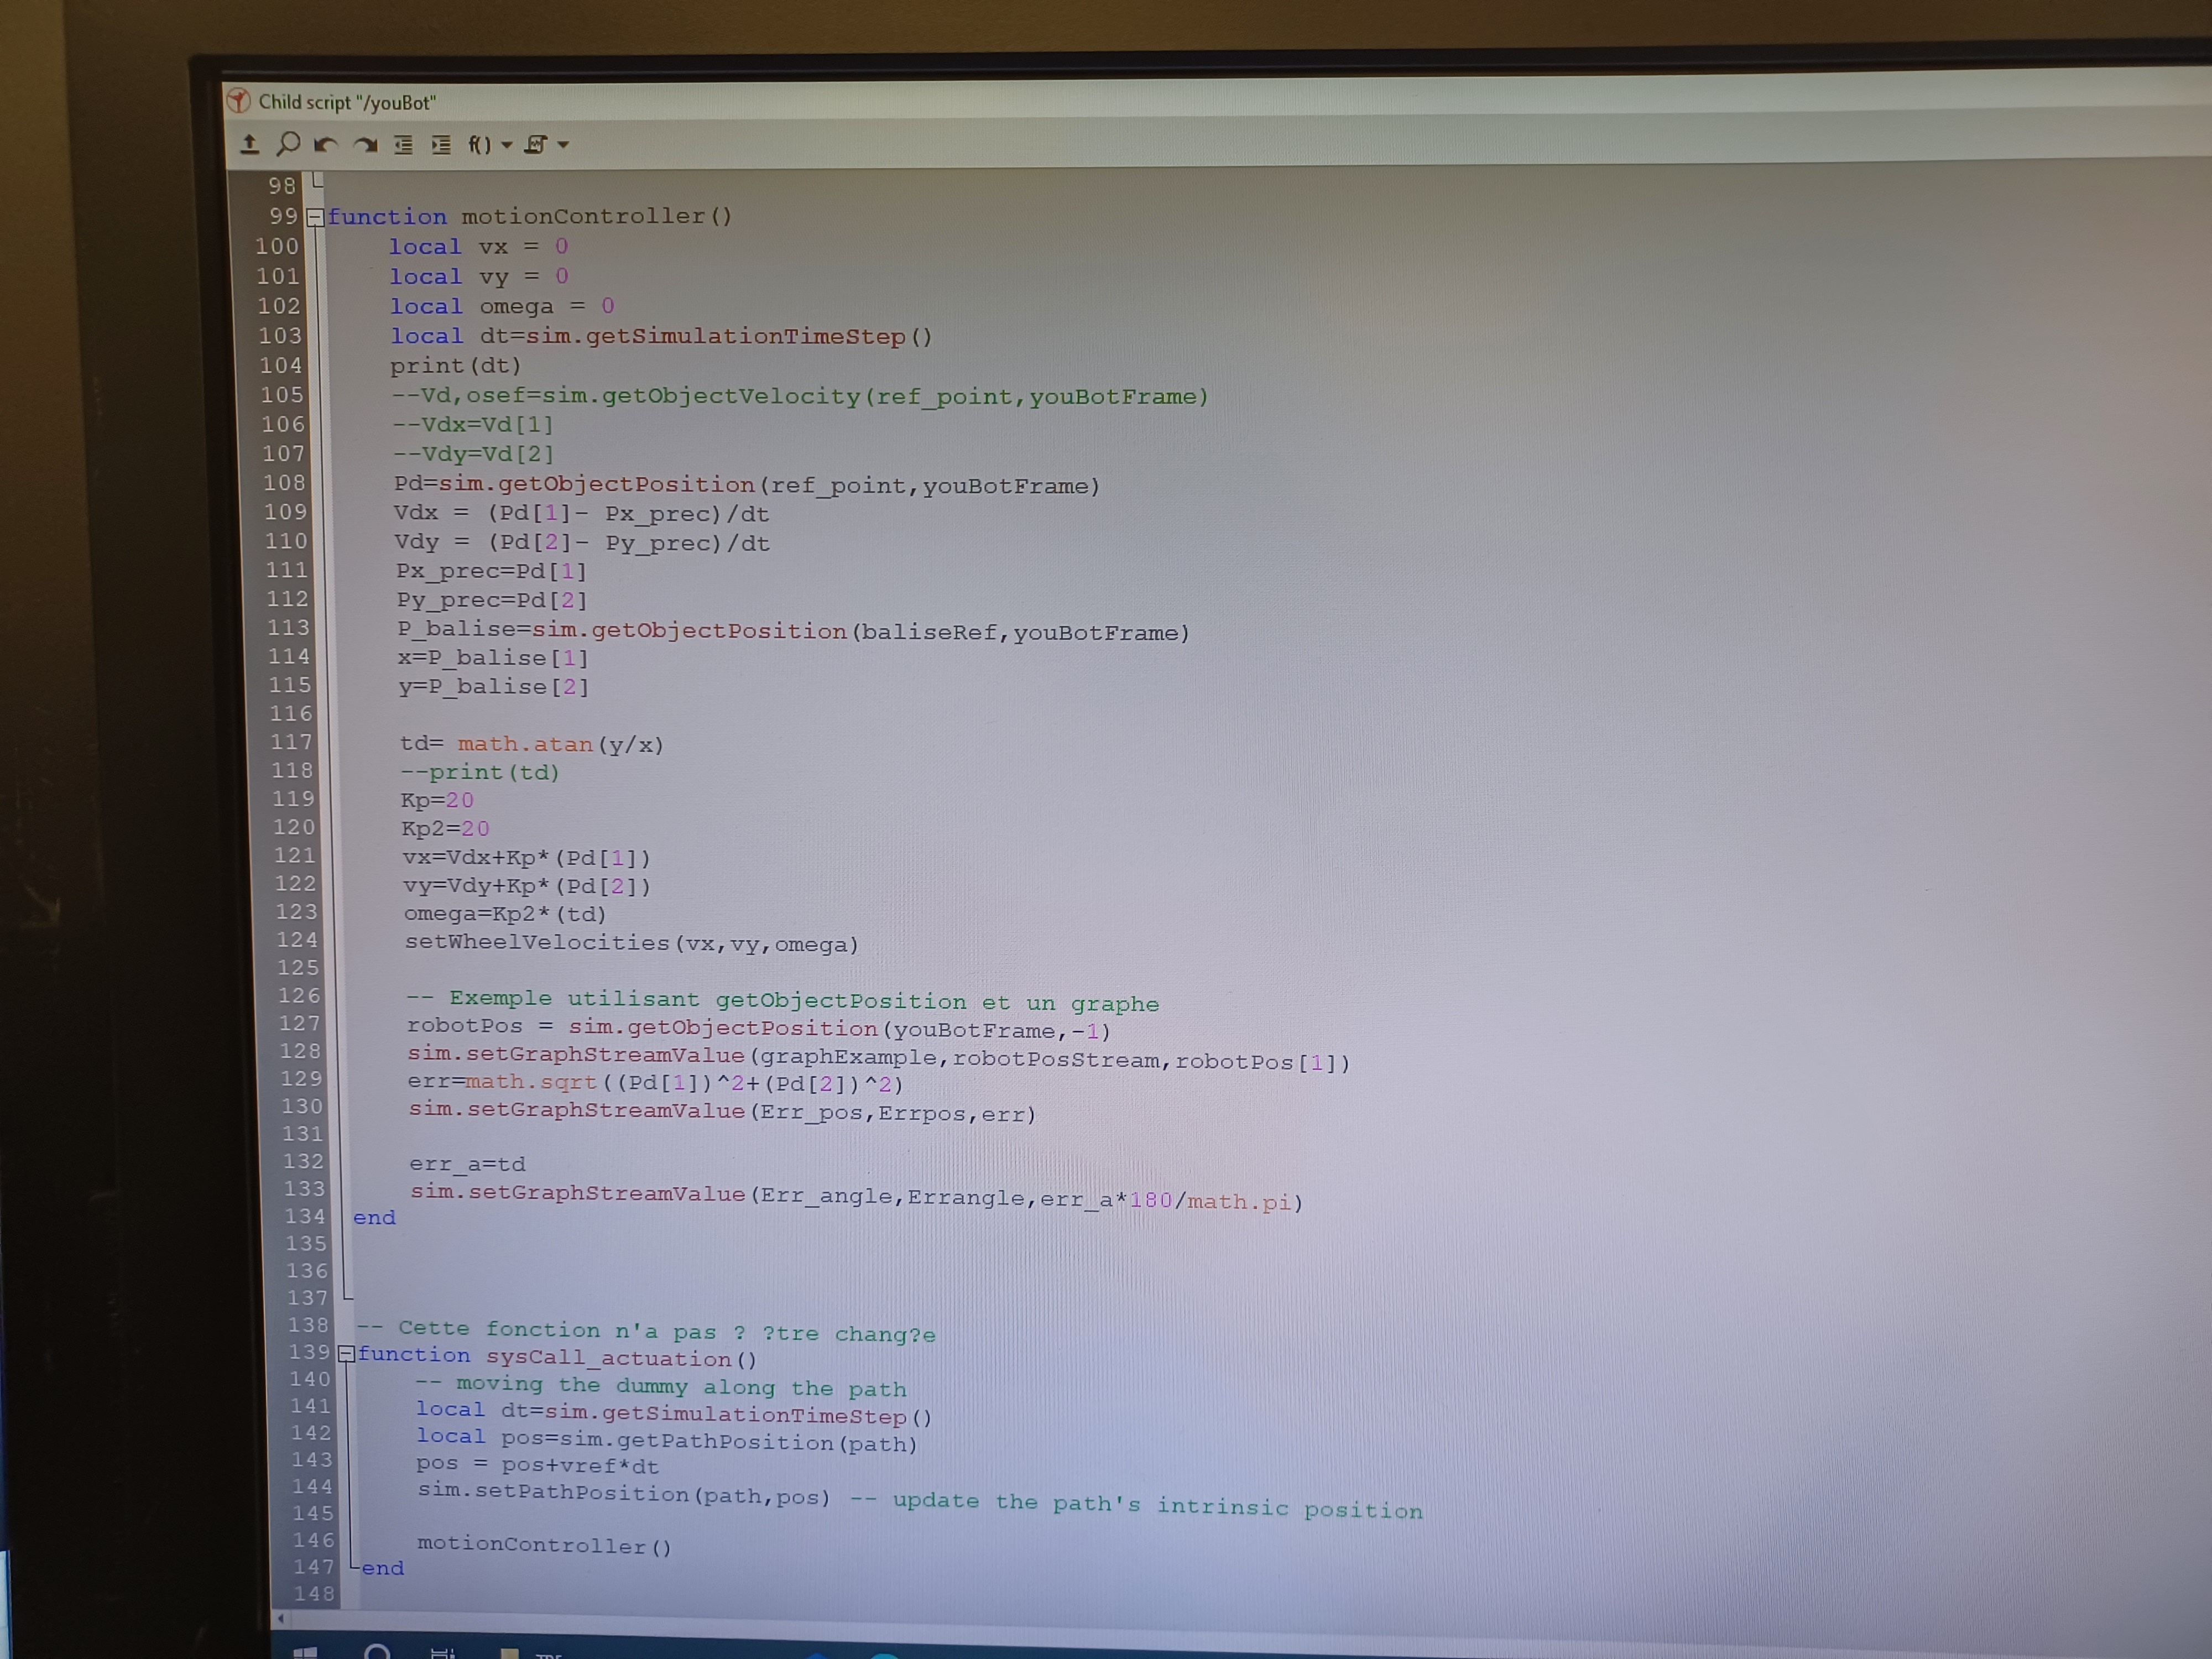 Child script "/youBot"
f()
98
99 function motionController()
100 local vx = 0
101 local vy = 0
102 local omega = 0
103 local dt=sim.getSimulationTimeStep()
104 print(dt)
105 --Vd,osef=sim.getObjectVelocity(ref_point,youBotFrame)
106 --Vdx=Vd[1]
107 --Vdy=Vd[2]
108 Pd=sim.getObjectPosition(ref_point,youBotFrame)
109 Vdx = (Pd[1]- Px_prec)/dt
110 Vdy = (Pd[2]- Py_prec)/dt
111 Px_prec=Pd[1]
112 Py_prec=Pd[2]
113 P_balise=sim.getObjectPosition(baliseRef,youBotFrame)
114 x=P_balise[1]
115 y=P_balise[2]
116
117 td= math.atan(y/x)
118 --print(td)
119 Kp=20
120 Kp2=20
121 vx=Vdx+Kp*(Pd[1])
122 vy=Vdy+Kp*(Pd[2])
123 omega=Kp2*(td)
124 setWheelVelocities(vx,vy,omega)
125
126 -- Exemple utilisant getObjectPosition et un graphe
127 robotPos = sim.getObjectPosition(youBotFrame,-1)
128 sim.setGraphStreamValue(graphExample,robotPosStream,robotPos[1])
129 err=math.sqrt((Pd[1])^2+(Pd[2])^2)
130 sim.setGraphStreamValue(Err_pos,Errpos,err)
131
132 err_a=td
133 sim.setGraphStreamValue(Err_angle,Errangle,err_a*180/math.pi)
134 end
135
136
137
138 -- Cette fonction n'a pas ? ?tre chang?e
139 function sysCall_actuation()
140 -- moving the dummy along the path
141 local dt=sim.getSimulationTimeStep()
142 local pos=sim.getPathPosition(path)
143 pos = pos+vref*dt
144 sim.setPathPosition(path,pos) -- update the path's intrinsic position
145
146 motionController()
147 end
148